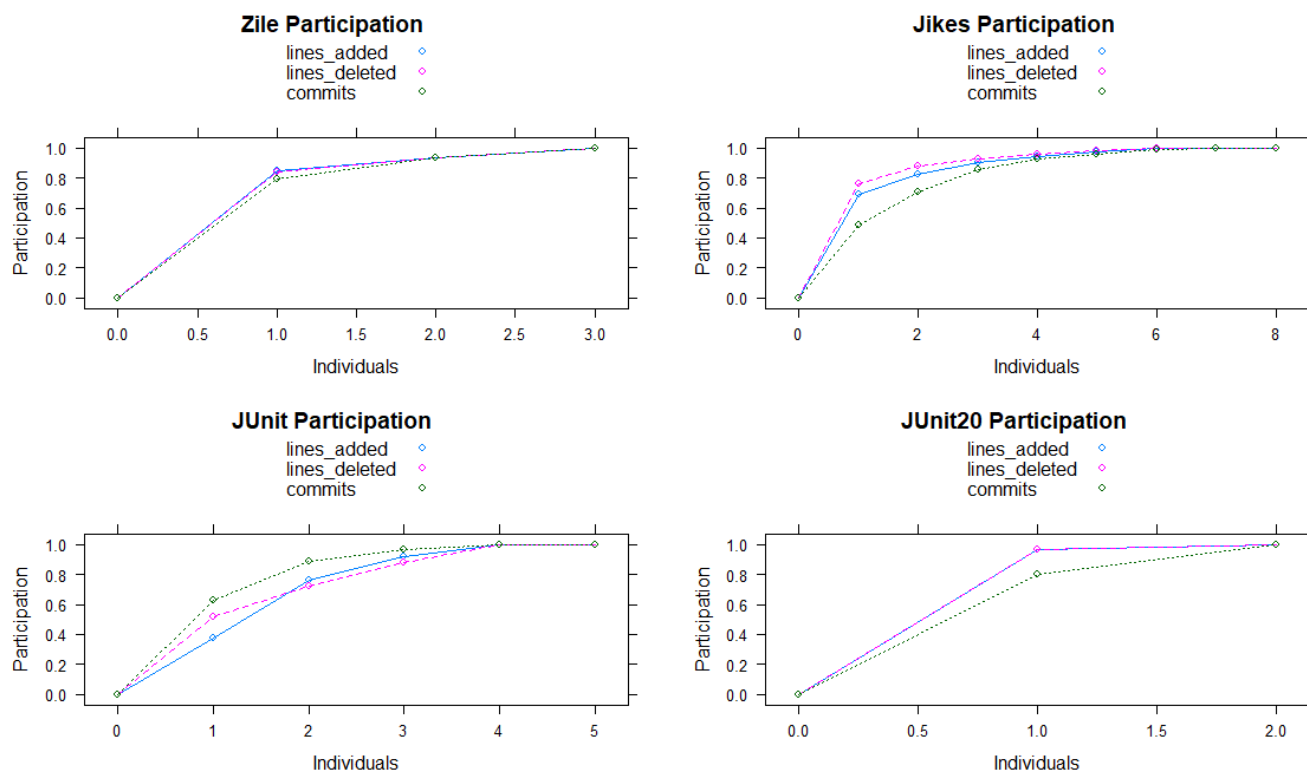 Zile Participation
lines_added
lines_deleted
commits
Participation
1.0
0.8
0.6
0.4
0.2
0.0
0.0 0.5 1.0 1.5 2.0 2.5 3.0
Individuals
Jikes Participation
lines_added
lines_deleted
commits
Participation
1.0
0.8
0.6
0.4
0.2
0.0
0 2 4 6 8
Individuals
JUnit Participation
lines_added
lines_deleted
commits
Participation
1.0
0.8
0.6
0.4
0.2
0.0
0 1 2 3 4 5
Individuals
JUnit20 Participation
lines_added
lines_deleted
commits
Participation
1.0
0.8
0.6
0.4
0.2
0.0
0.0 0.5 1.0 1.5 2.0
Individuals